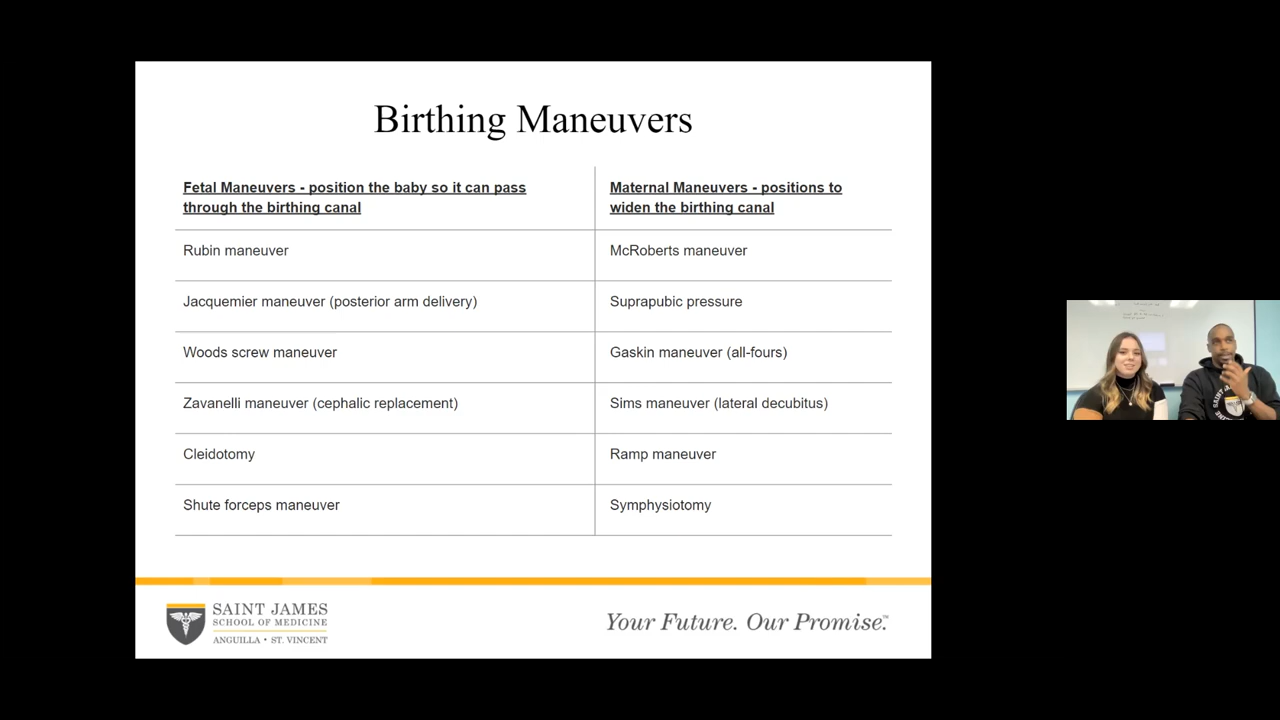 Birthing Maneuvers
Fetal Maneuvers - position the baby so it can pass
through the birthing canal
Maternal Maneuvers - positions to
widen the birthing canal
Rubin maneuver
McRoberts maneuver
Jacquemier maneuver (posterior arm delivery)
Suprapubic pressure
Woods screw maneuver
Gaskin maneuver (all-fours)
Zavanelli maneuver (cephalic replacement)
Sims maneuver (lateral decubitus)
Cleidotomy
Ramp maneuver
Shute forceps maneuver
Symphysiotomy
SAINT JAMES
SCHOOL OF MEDICINE
ANGUILLA • ST. VINCENT
Your Future. Our Promise.™